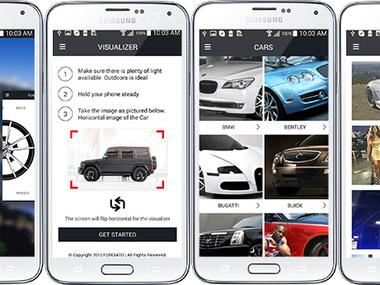 SAMSUNG
10:03 AM
VISUALIZER
1 Make sure there is plenty of light
available. Outdoors is ideal
2 Hold your phone steady
3 Take the image as pictured below.
Horizontal image of the Car
The screen will flip horizontal for the visualizer
GET STARTED
Copyright © 2013 FORGIATO | All Rights Reserved
SAMSUNG
10:03 AM
CARS
BMW
BENTLEY
BUGATTI
BUICK
10:03 AM